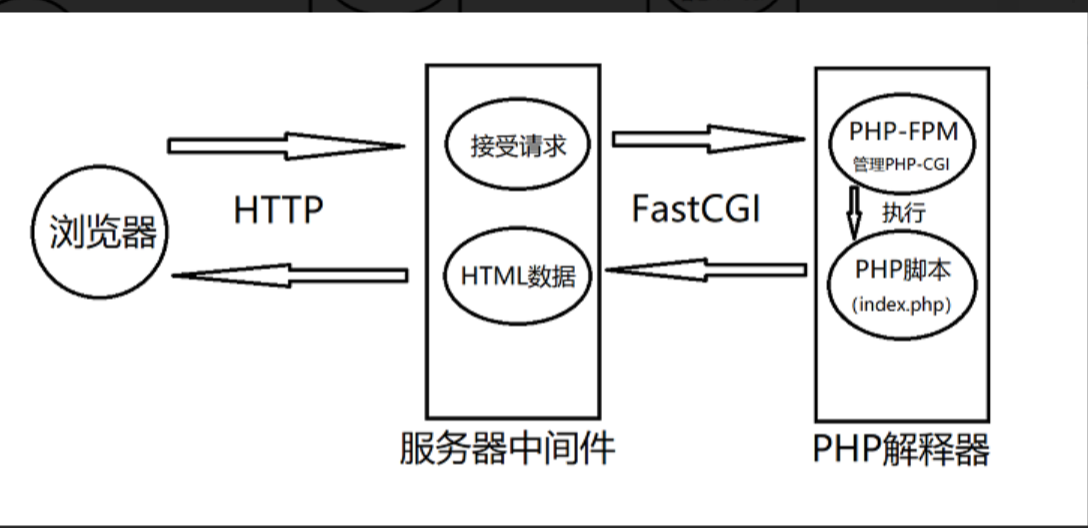 浏览器
HTTP
接受请求
HTML数据
服务器中间件
FastCGI
PHP-FPM
管理PHP-CGI
执行
PHP脚本
(index.php)
PHP解释器